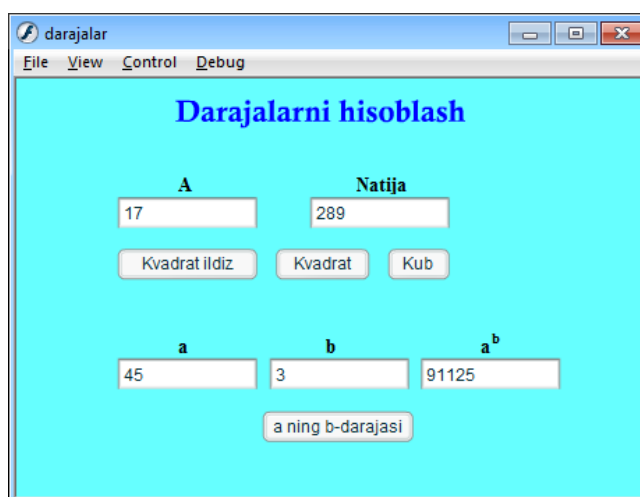 darajalar
File View Control Debug
Darajalarni hisoblash
A Natija
17 289
Kvadrat ildiz Kvadrat Kub
a b a^b
45 3 91125
a ning b-darajasi